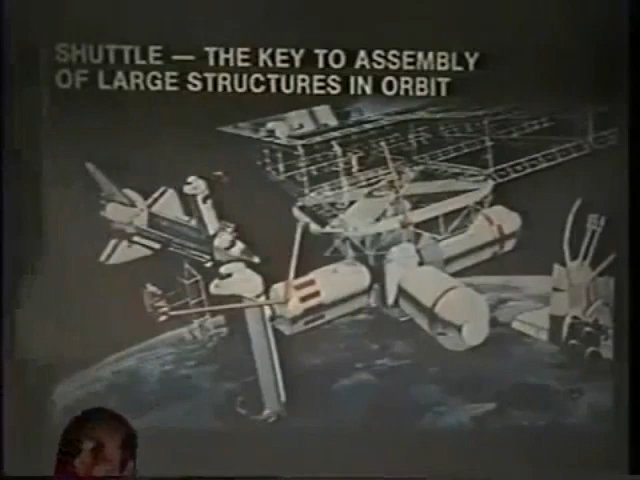 SHUTTLE — THE KEY TO ASSEMBLY
OF LARGE STRUCTURES IN ORBIT